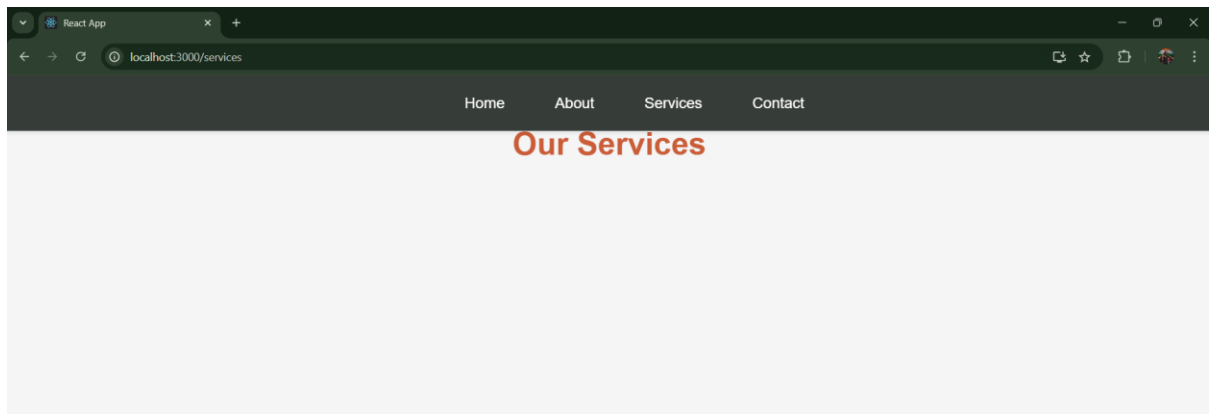 React App
localhost:3000/services
Home About Services Contact
Our Services